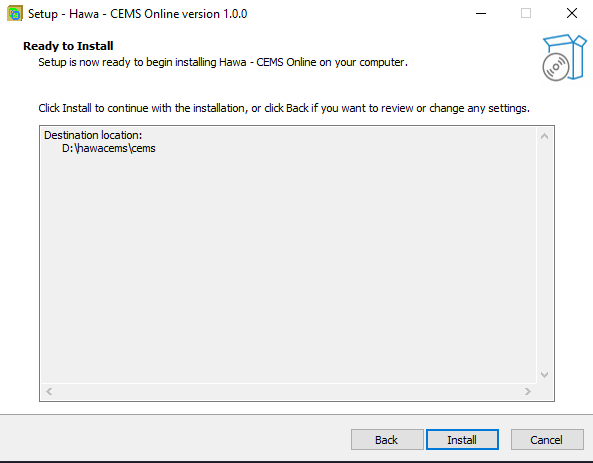 Setup - Hawa - CEMS Online version 1.0.0
Ready to Install
Setup is now ready to begin installing Hawa - CEMS Online on your computer.
Click Install to continue with the installation, or click Back if you want to review or change any settings.
Destination location:
D:\hawacems\cems
Back
Install
Cancel